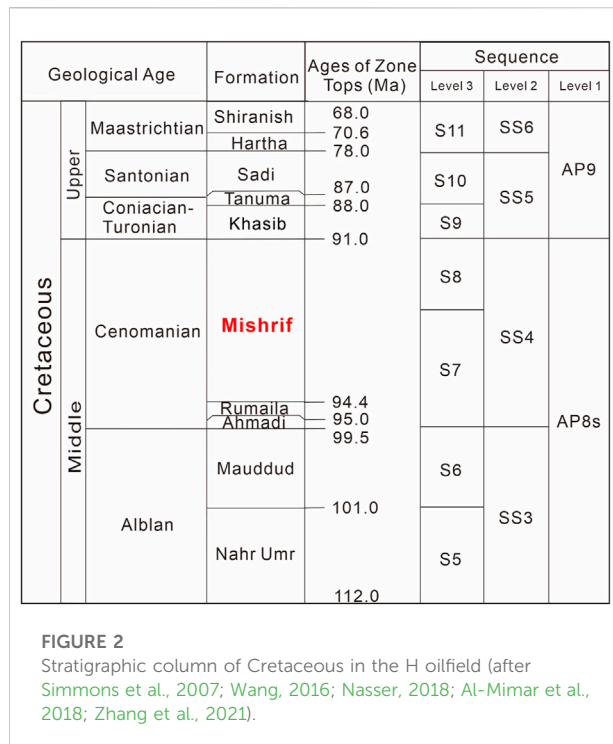 Geological Age
Formation
Ages of Zone
Tops (Ma)
Sequence
Level 3
Level 2
Level 1
Cretaceous
Upper
Maastrichtian
Shiranish
68.0
70.6
Hartha
78.0
S11
SS6
AP9
Santonian
Sadi
87.0
Tanuma
88.0
S10
SS5
Coniacian-
Turonian
Khasib
91.0
S9
Middle
Cenomanian
Mishrif
94.4
Rumaila
95.0
Ahmadi
99.5
S8
S7
SS4
AP8s
Alblan
Mauddud
101.0
S6
SS3
Nahr Umr
112.0
S5
FIGURE 2
Stratigraphic column of Cretaceous in the H oilfield (after
Simmons et al., 2007; Wang, 2016; Nasser, 2018; Al-Mimar et al.,
2018; Zhang et al., 2021).